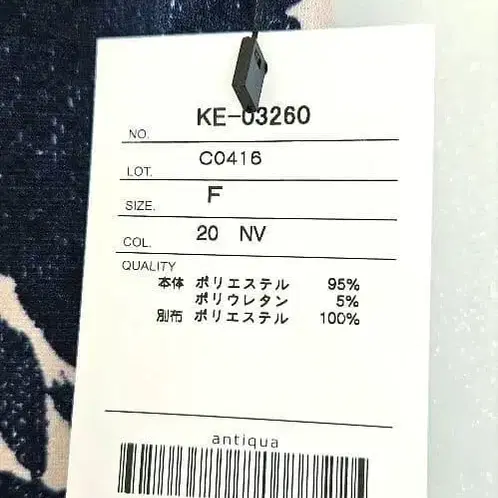 NO. KE-03260
LOT. C0416
SIZE. F
COL. 20 NV
QUALITY
本体 ポリエステル 95%
ポリウレタン 5%
別布 ポリエステル 100%
antiqua